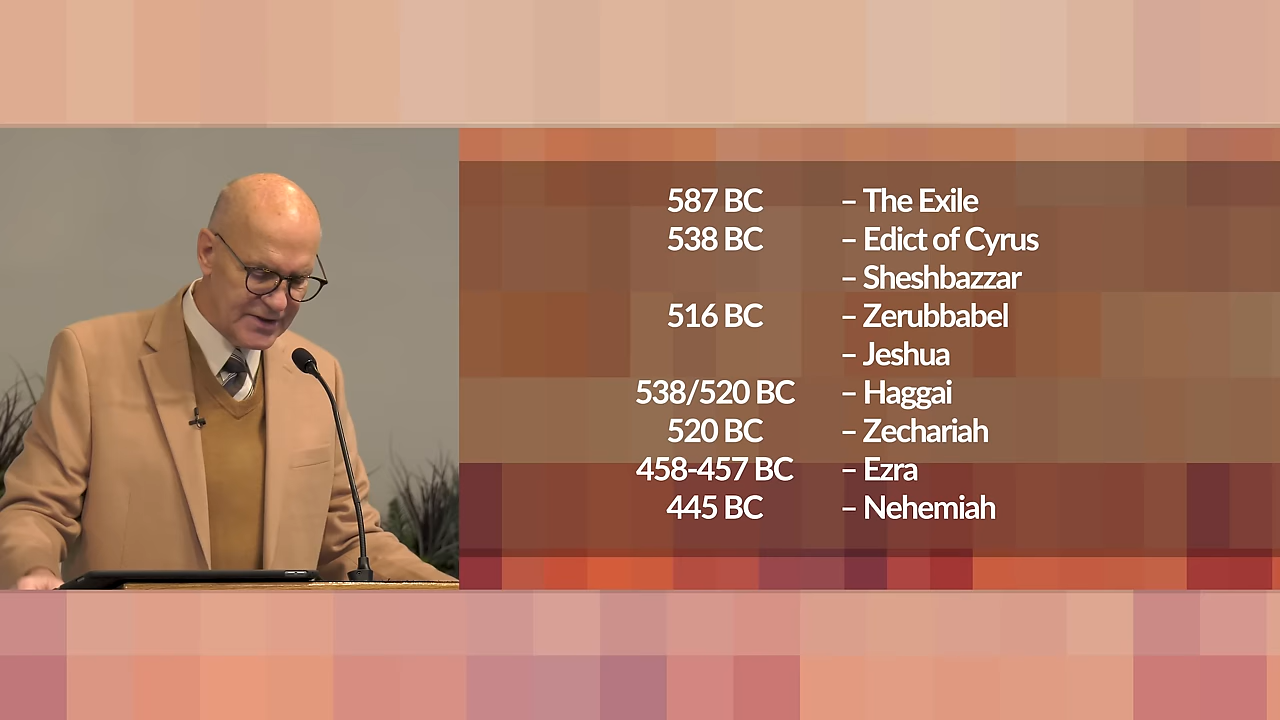 587 BC – The Exile
538 BC – Edict of Cyrus
– Sheshbazzar
516 BC – Zerubbabel
– Jeshua
538/520 BC – Haggai
520 BC – Zechariah
458-457 BC – Ezra
445 BC – Nehemiah